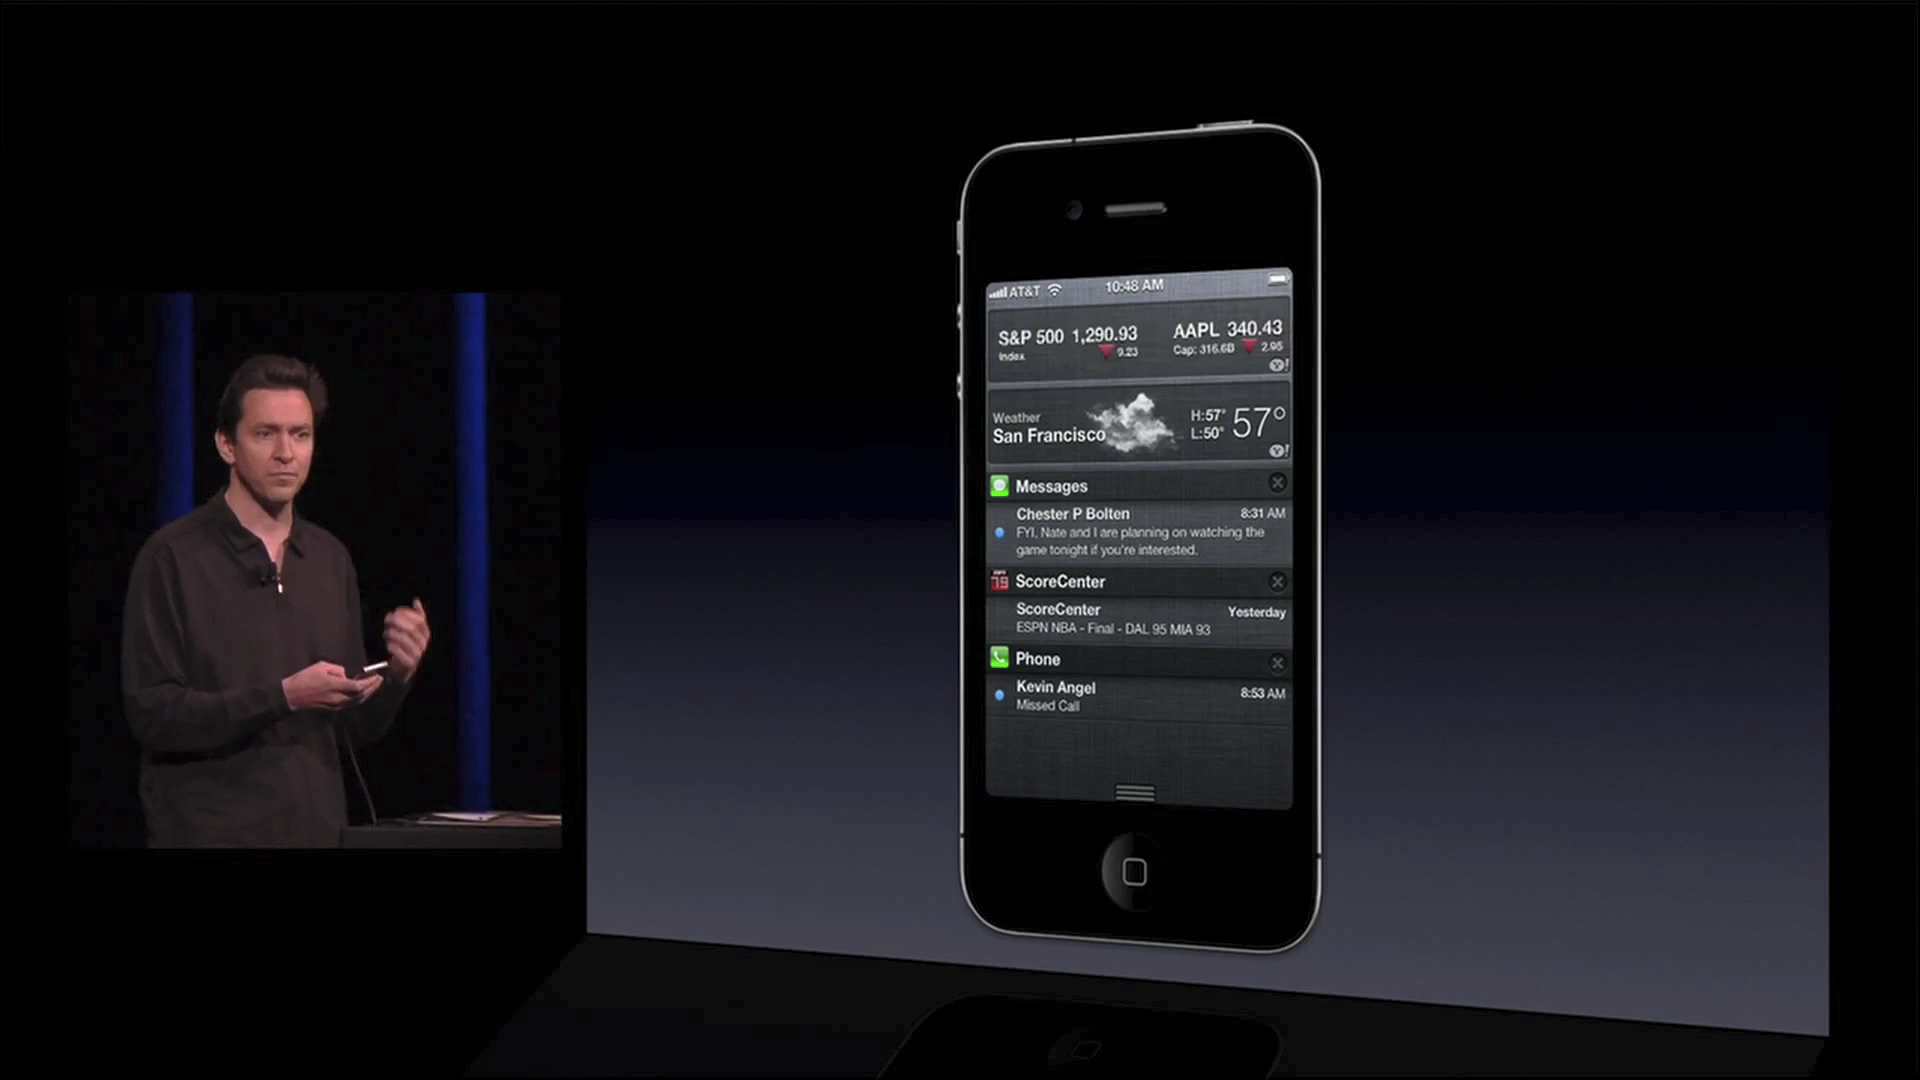 AT&T 10:48 AM
S&P 500 1,290.93 AAPL 340.43
Index 9.23 Cap: 316.6B 2.95
Y!
Weather
San Francisco H:57° L:50° 57°
Y!
Messages
Chester P Bolten 8:31 AM
FYI, Nate and I are planning on watching the
game tonight if you're interested.
ScoreCenter
ScoreCenter Yesterday
ESPN NBA - Final - DAL 95 MIA 93
Phone
Kevin Angel 8:53 AM
Missed Call